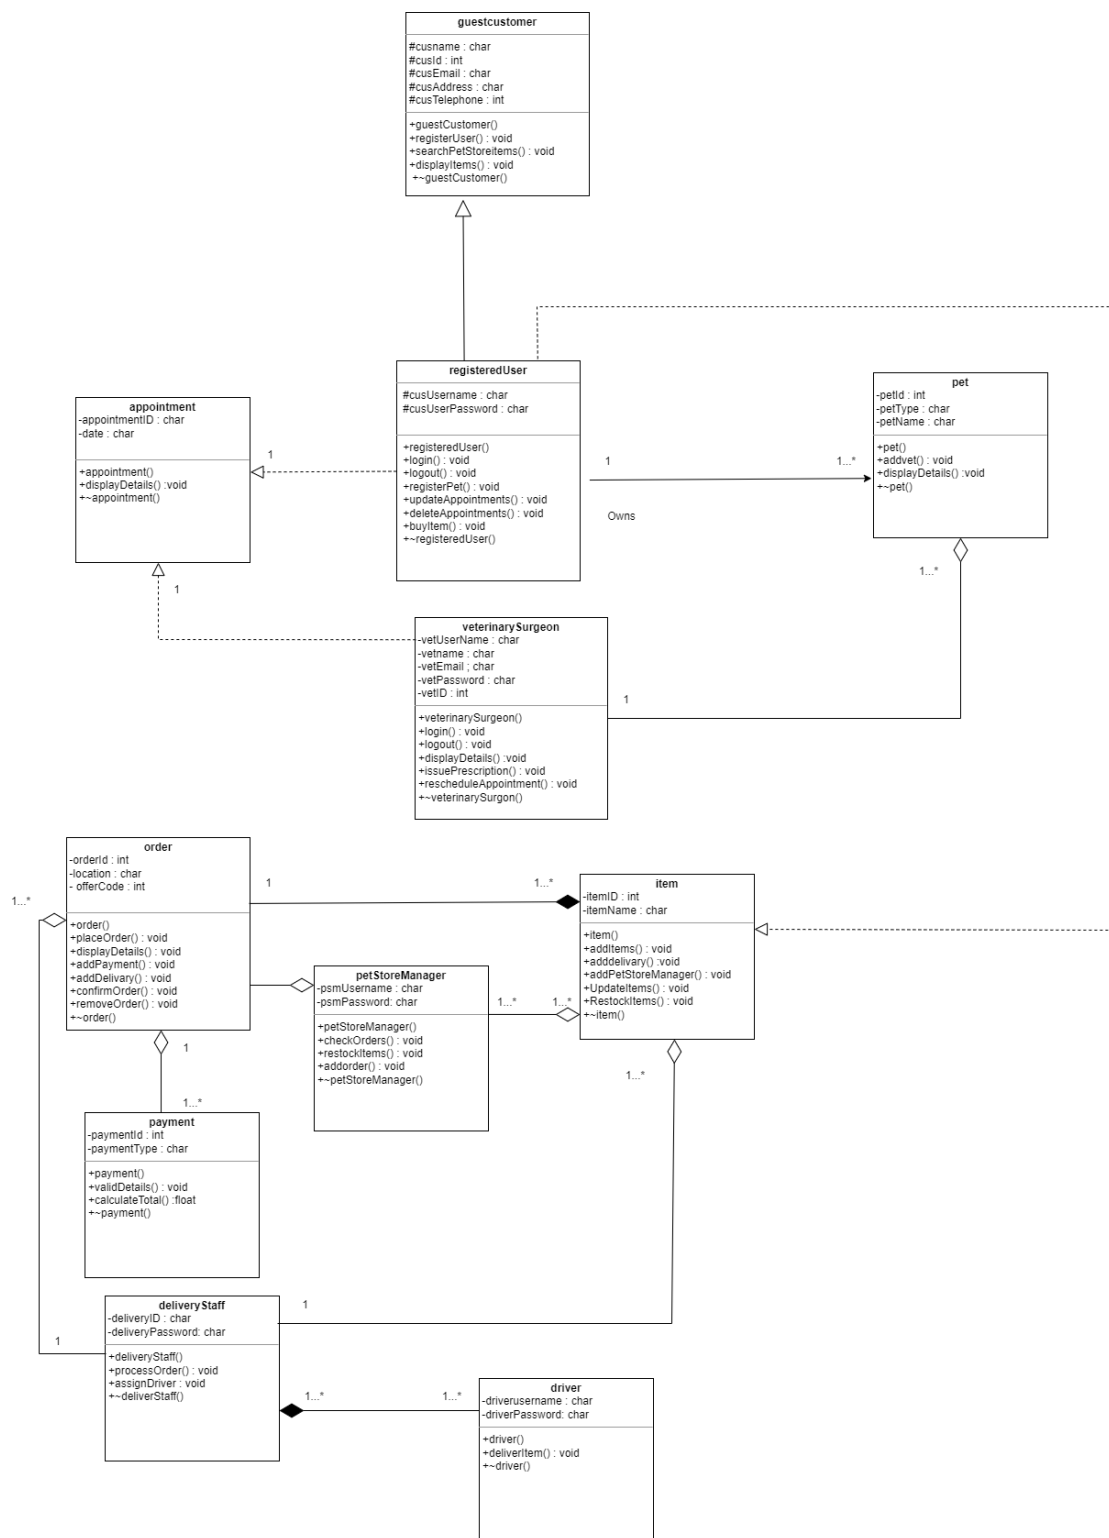 guestcustomer
#cusname : char
#cusId : int
#cusEmail : char
#cusAddress : char
#cusTelephone : int
+guestCustomer()
+registerUser() : void
+searchPetStoreitems() : void
+displayItems() : void
+~guestCustomer()
registeredUser
#cusUsername : char
#cusUserPassword : char
+registeredUser()
+login() : void
+logout() : void
+registerPet() : void
+updateAppointments() : void
+deleteAppointments() : void
+buyItem() : void
+~registeredUser()
pet
-petId : int
-petType : char
-petName : char
+pet()
+addvet() : void
+displayDetails() :void
+~pet()
appointment
-appointmentID : char
-date : char
+appointment()
+displayDetails() :void
+~appointment()
1
1
1...*
Owns
1
1...*
1
veterinarySurgeon
-vetUserName : char
-vetname : char
-vetEmail ; char
-vetPassword : char
-vetID : int
+veterinarySurgeon()
+login() : void
+logout() : void
+displayDetails() :void
+issuePrescription() : void
+rescheduleAppointment() : void
+~veterinarySurgon()
order
-orderId : int
-location : char
- offerCode : int
+order()
+placeOrder() : void
+displayDetails() : void
+addPayment() : void
+addDelivary() : void
+confirmOrder() : void
+removeOrder() : void
+~order()
1...*
1
1...*
item
-itemID : int
-itemName : char
+item()
+addItems() : void
+adddelivary() :void
+addPetStoreManager() : void
+UpdateItems() : void
+RestockItems() : void
+~item()
petStoreManager
-psmUsername : char
-psmPassword: char
+petStoreManager()
+checkOrders() : void
+restockItems() : void
+addorder() : void
+~petStoreManager()
1...*
1...*
1
1...*
1...*
payment
-paymentId : int
-paymentType : char
+payment()
+validDetails() : void
+calculateTotal() :float
+~payment()
deliveryStaff
-deliveryID : char
-deliveryPassword: char
+deliveryStaff()
+processOrder() : void
+assignDriver : void
+~deliverStaff()
1
1
1...*
1...*
driver
-driverusername : char
-driverPassword: char
+driver()
+deliverItem() : void
+~driver()